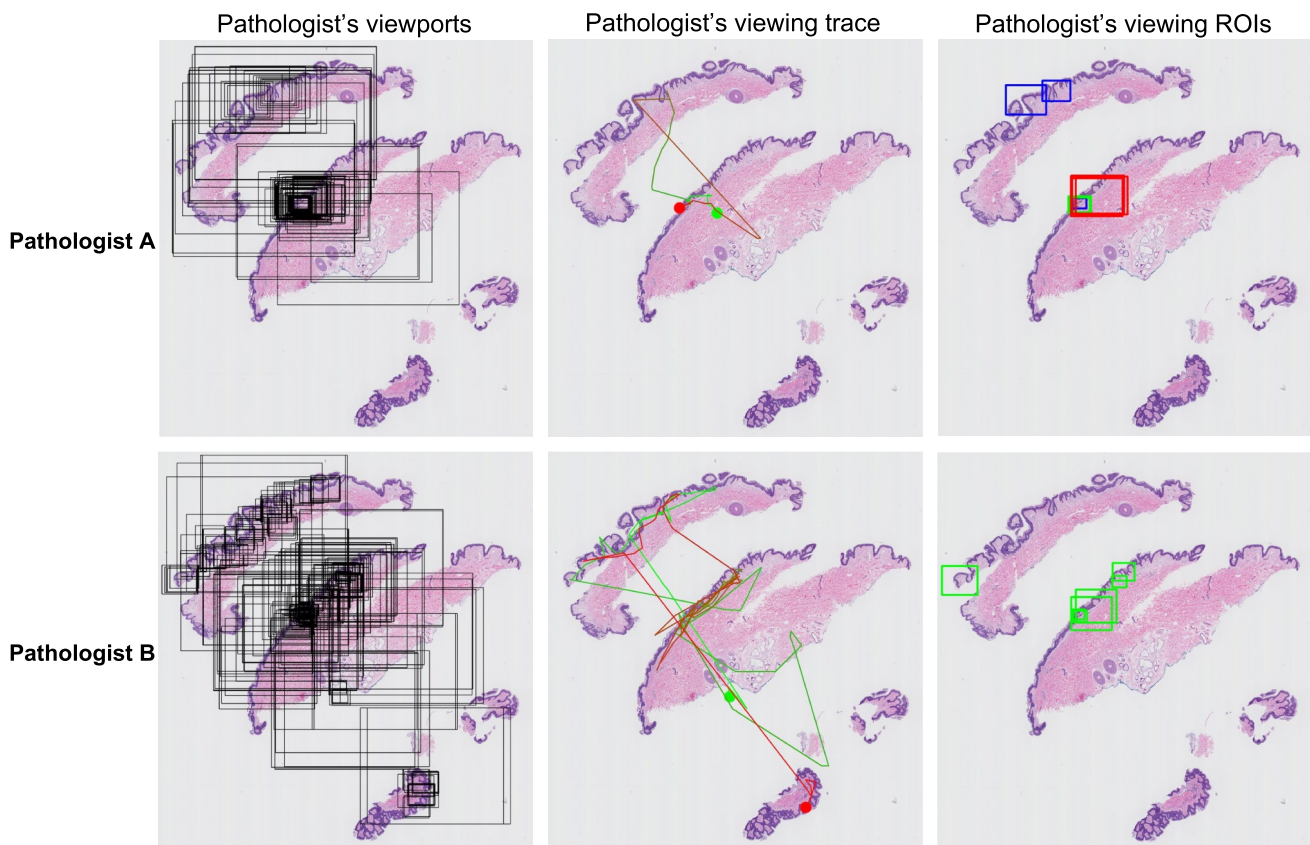 Pathologist's viewports
Pathologist's viewing trace
Pathologist's viewing ROIs
Pathologist A
Pathologist B